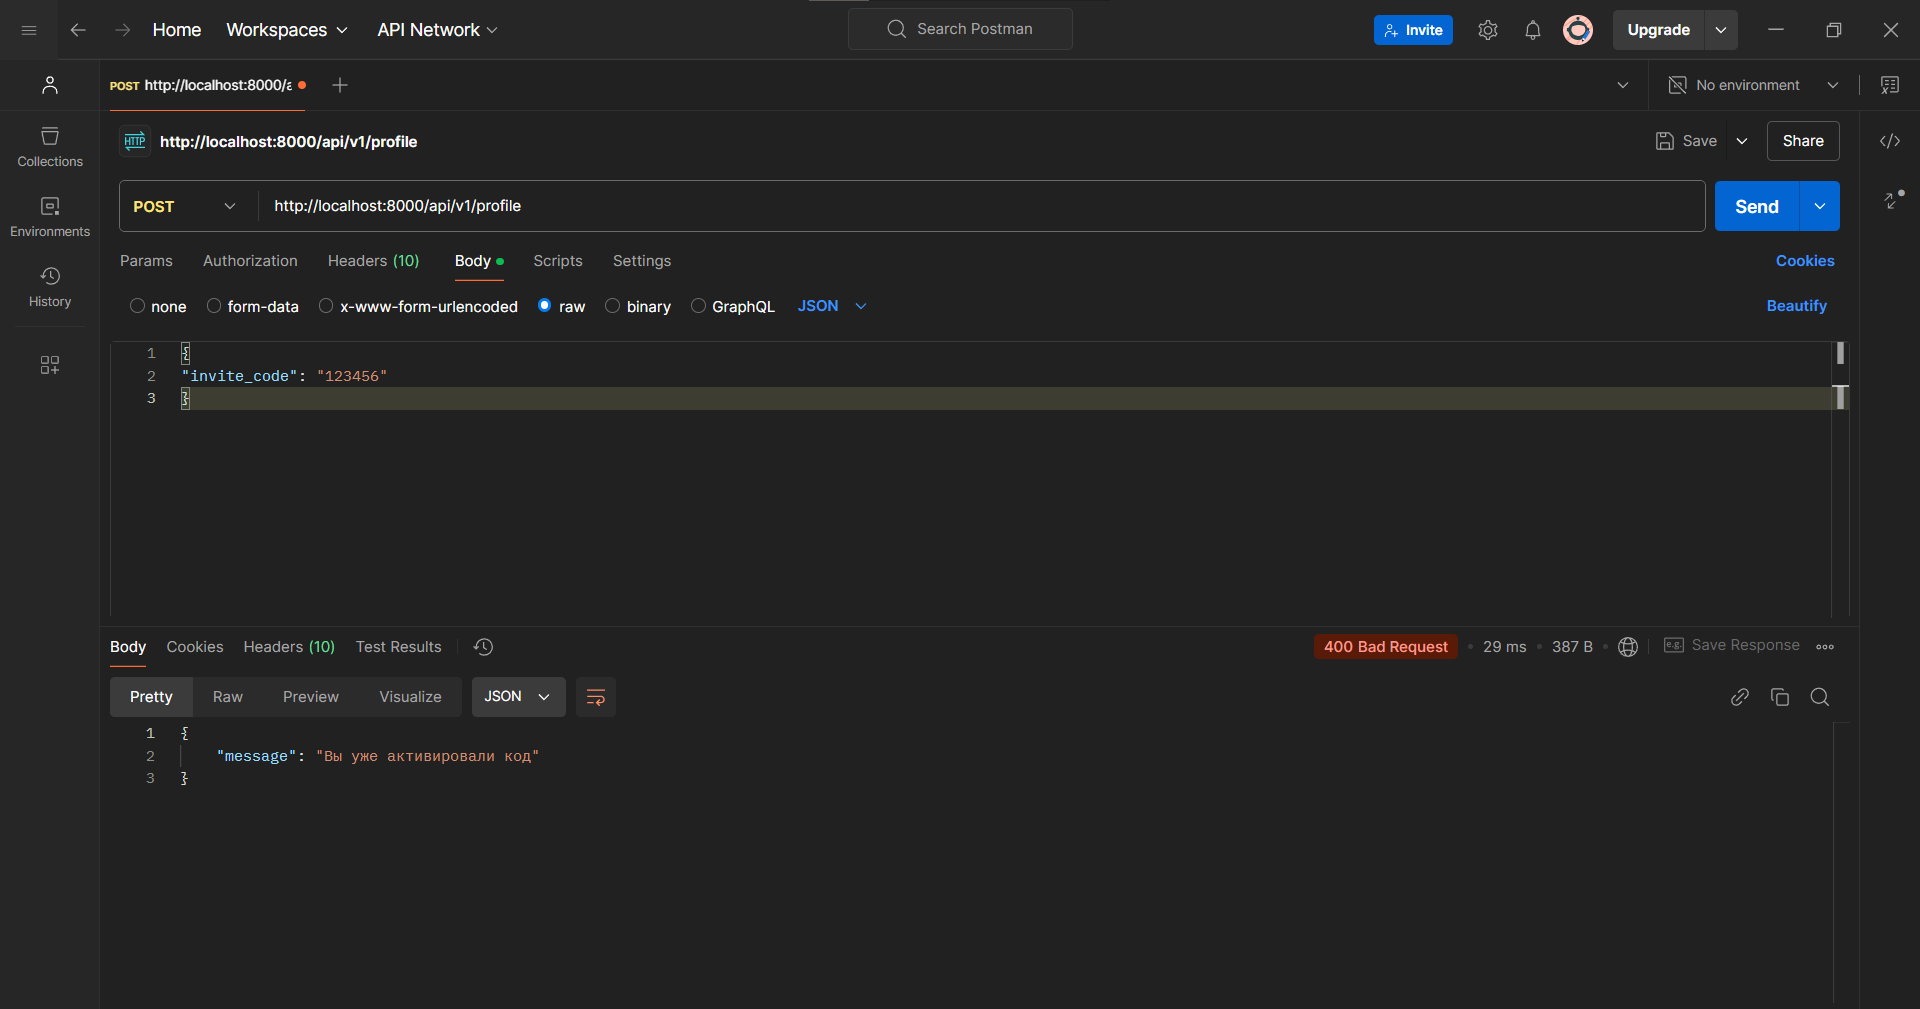 Home Workspaces API Network Search Postman Invite Upgrade
POST http://localhost:8000/a No environment
HTTP http://localhost:8000/api/v1/profile Save Share
Collections
POST http://localhost:8000/api/v1/profile Send
Environments
Params Authorization Headers (10) Body Scripts Settings Cookies
History
none form-data x-www-form-urlencoded raw binary GraphQL JSON Beautify
1 {
2 "invite_code": "123456"
3 }
Body Cookies Headers (10) Test Results 400 Bad Request 29 ms 387 B e.g. Save Response
Pretty Raw Preview Visualize JSON
1 {
2 "message": "Вы уже активировали код"
3 }